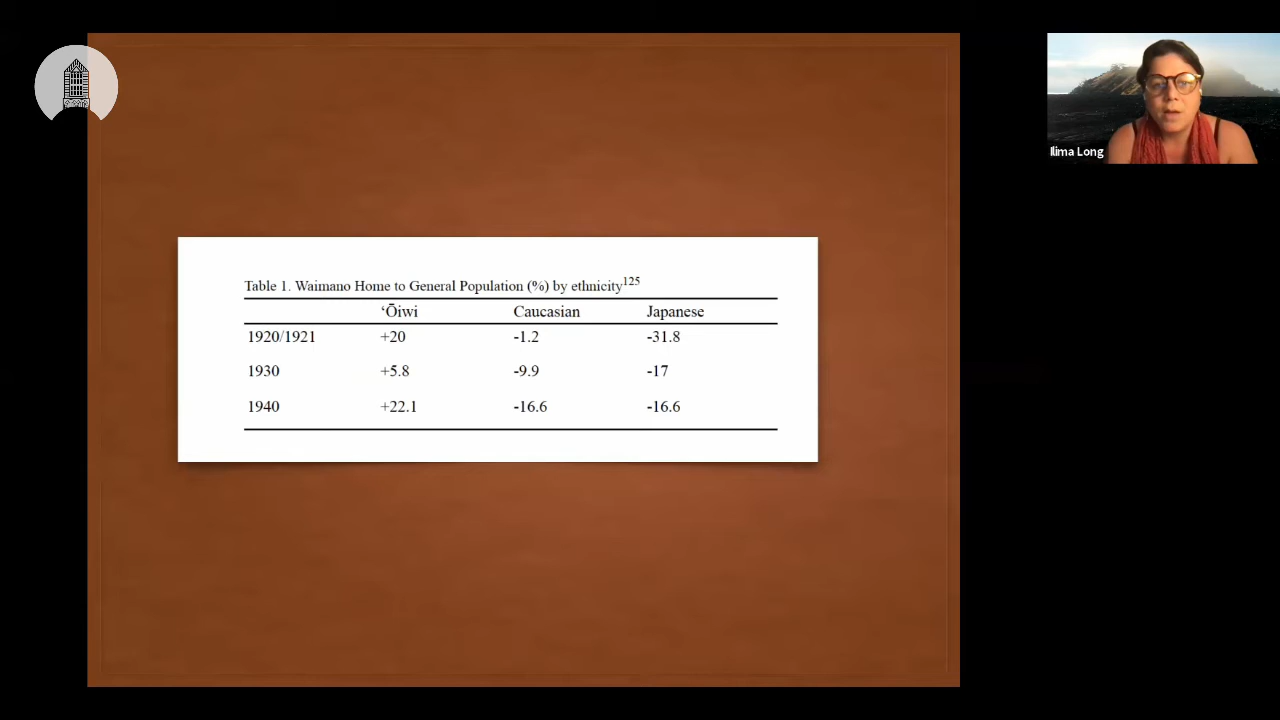 Ilima Long
Table 1. Waimano Home to General Population (%) by ethnicity125
ʻŌiwi Caucasian Japanese
1920/1921 +20 -1.2 -31.8
1930 +5.8 -9.9 -17
1940 +22.1 -16.6 -16.6